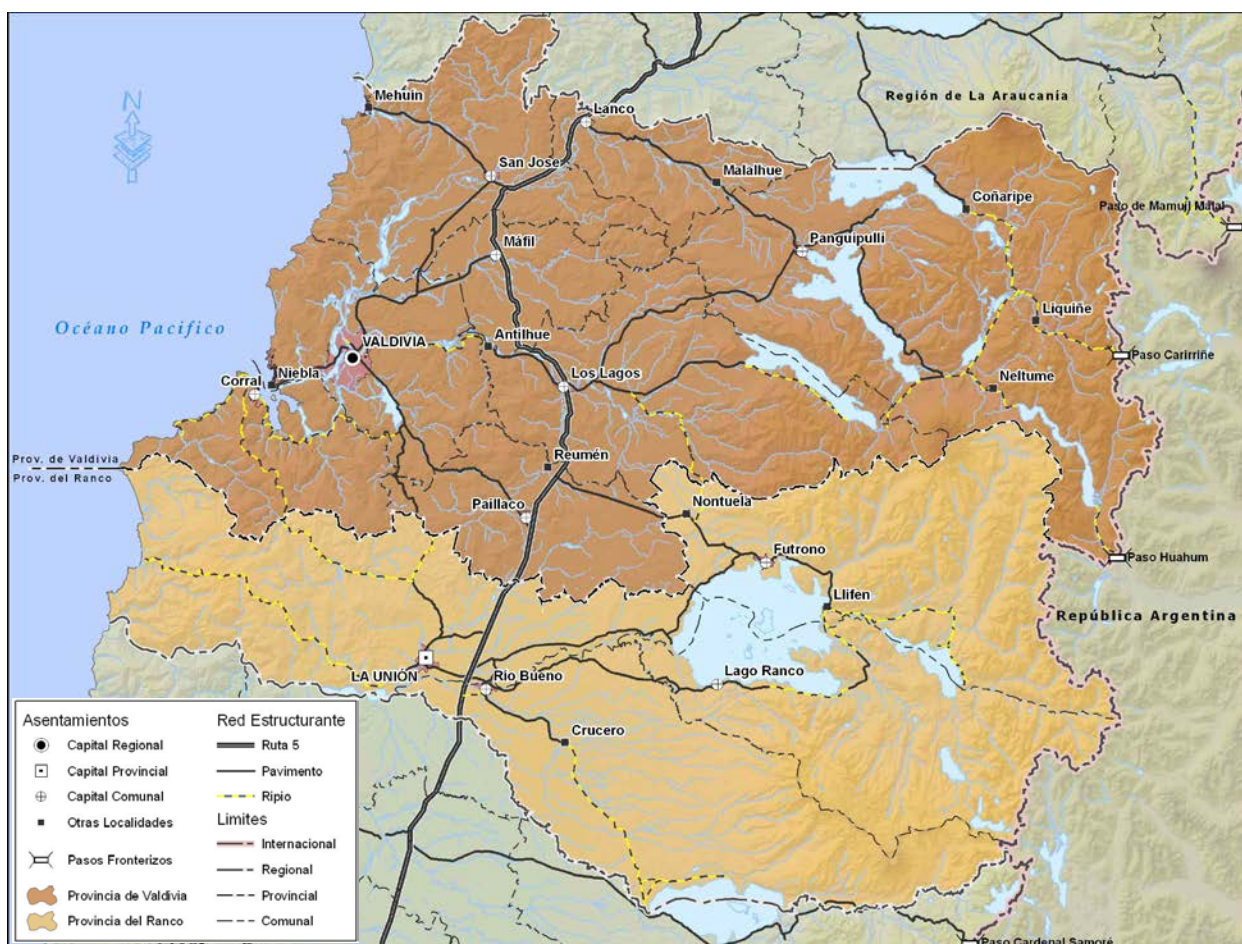 N
Océano Pacifico
Región de La Araucanía
Mehuin
Lanco
San Jose
Malalhue
Coñaripe
Paso de Mamuil Malal
Máfil
Panguipulli
Liquiñe
Antilhue
VALDIVIA
Paso Carirriñe
Niebla
Corral
Los Lagos
Neltume
Prov. de Valdivia
Prov. del Ranco
Reumén
Paillaco
Nontuela
Futrono
Paso Huahum
Llifen
República Argentina
LA UNIÓN
Río Bueno
Lago Ranco
Crucero
Paso Cardenal Samoré
Asentamientos
Capital Regional
Capital Provincial
Capital Comunal
Otras Localidades
Pasos Fronterizos
Provincia de Valdivia
Provincia del Ranco
Red Estructurante
Ruta 5
Pavimento
Ripio
Limites
Internacional
Regional
Provincial
Comunal